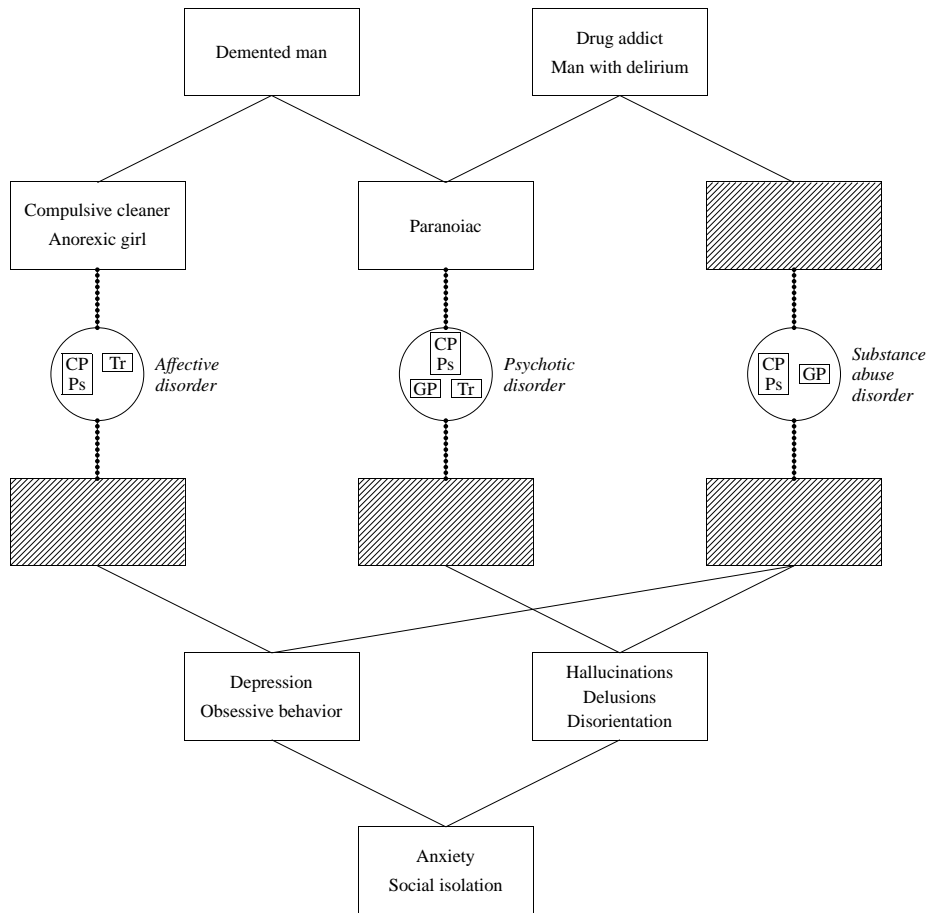 Demented man
Drug addict
Man with delirium
Compulsive cleaner
Anorexic girl
Paranoiac
CP
Ps
Tr
Affective
disorder
CP
Ps
GP
Tr
Psychotic
disorder
CP
Ps
GP
Substance
abuse
disorder
Depression
Obsessive behavior
Hallucinations
Delusions
Disorientation
Anxiety
Social isolation